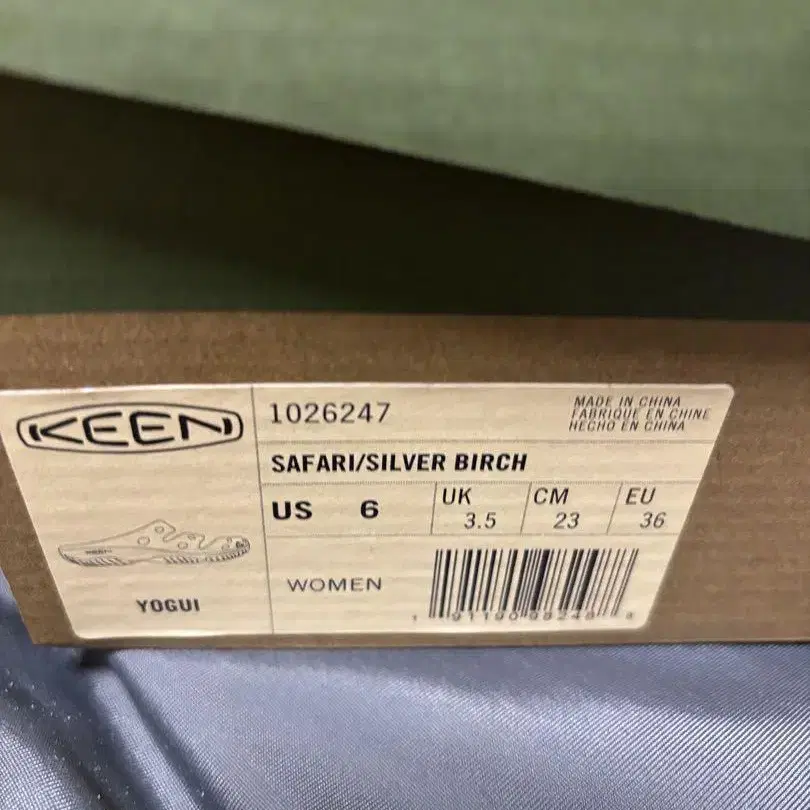 KEEN
1026247
MADE IN CHINA
FABRIQUE EN CHINE
HECHO EN CHINA
SAFARI/SILVER BIRCH
US 6
UK 3.5
CM 23
EU 36
KEEN
YOGUI
WOMEN